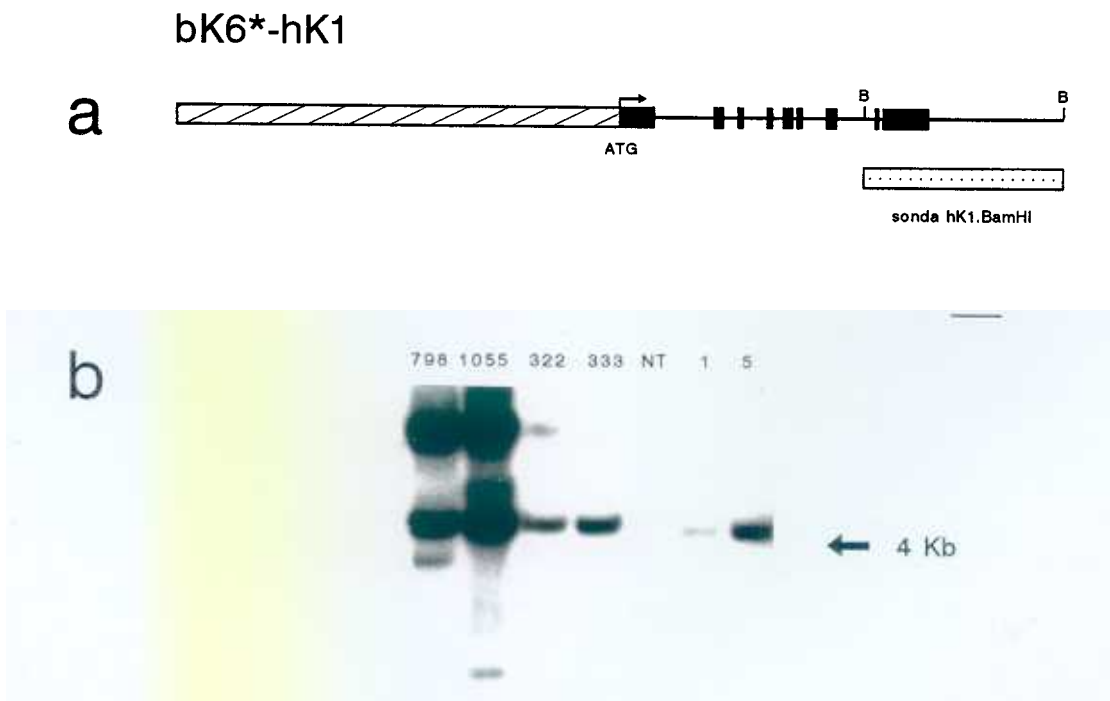 bK6*-hK1
a
B B
ATG
sonda hK1.BamHI
b
798 1055 322 333 NT 1 5
4 Kb